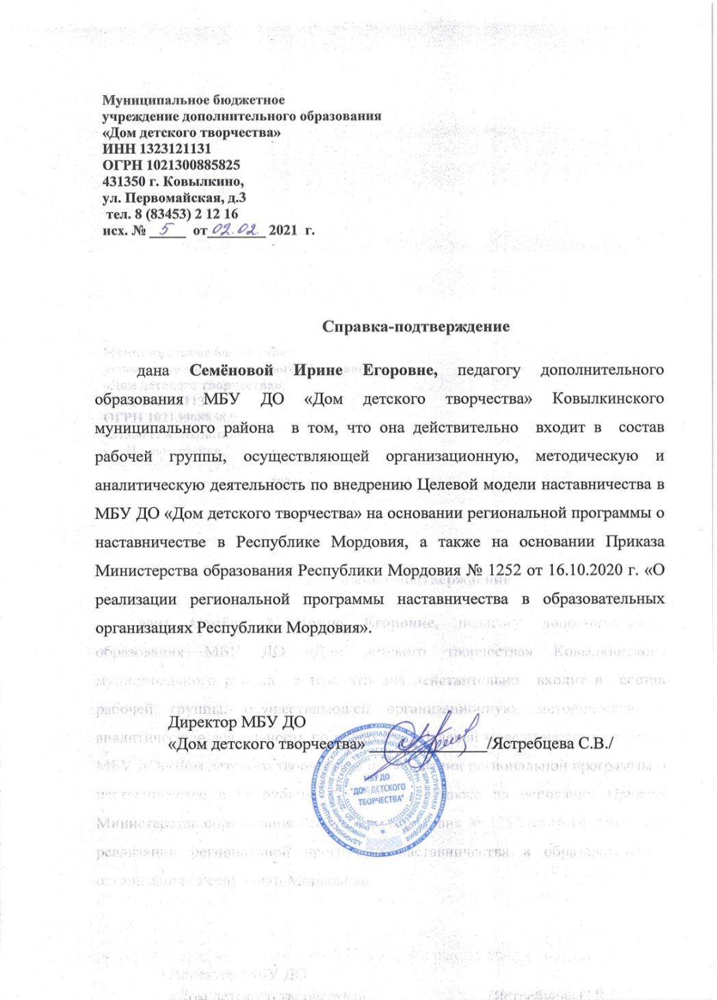 Муниципальное бюджетное
учреждение дополнительного образования
«Дом детского творчества»
ИНН 1323121131
ОГРН 1021300885825
431350 г. Ковылкино,
ул. Первомайская, д.3
тел. 8 (83453) 2 12 16
исх. № 5 от 02.02 2021 г.
Справка-подтверждение
дана Семёновой Ирине Егоровне, педагогу дополнительного
образования МБУ ДО «Дом детского творчества» Ковылкинского
муниципального района в том, что она действительно входит в состав
рабочей группы, осуществляющей организационную, методическую и
аналитическую деятельность по внедрению Целевой модели наставничества в
МБУ ДО «Дом детского творчества» на основании региональной программы о
наставничестве в Республике Мордовия, а также на основании Приказа
Министерства образования Республики Мордовия № 1252 от 16.10.2020 г. «О
реализации региональной программы наставничества в образовательных
организациях Республики Мордовия».
Директор МБУ ДО
«Дом детского творчества» /Ястребцева С.В./
МБУ ДО
"ДОМ ДЕТСКОГО
ТВОРЧЕСТВА"